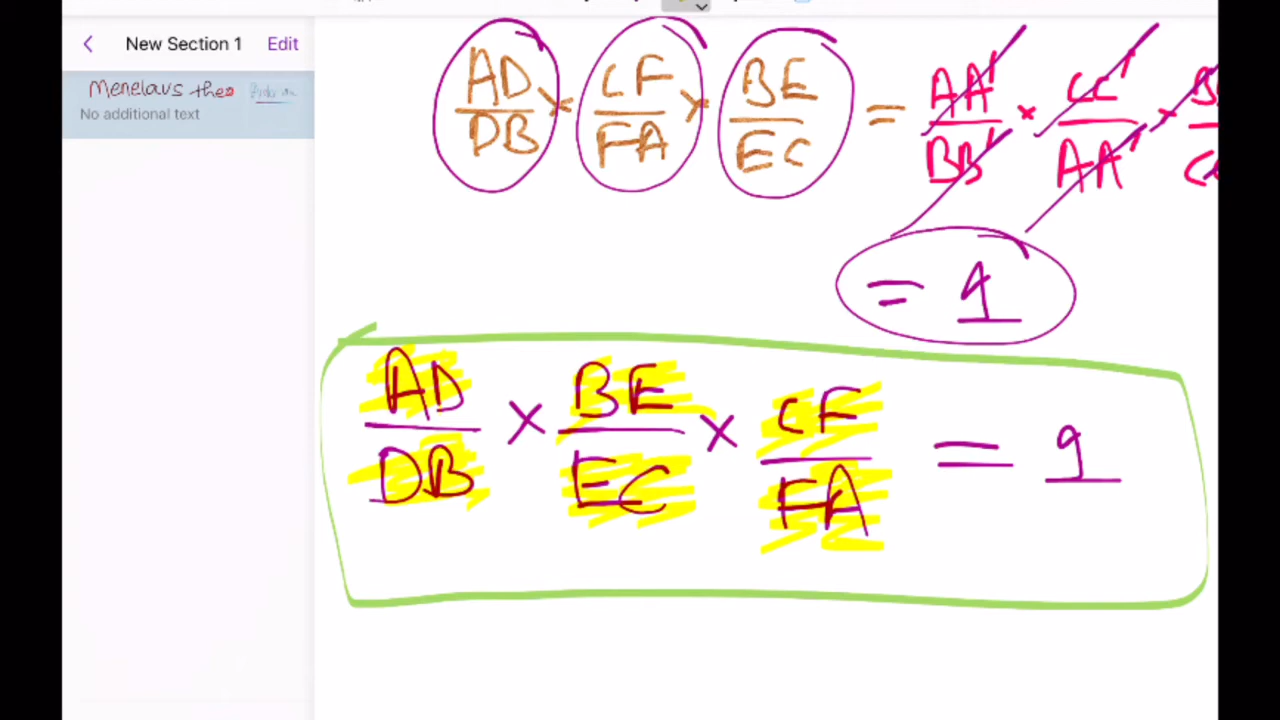 New Section 1 Edit
Menelaus theo
No additional text
AD/DB × CF/FA × BE/EC = AA'/BB' × CC'/AA' ×
= 1
AD/DB × BE/EC × CF/FA = 1